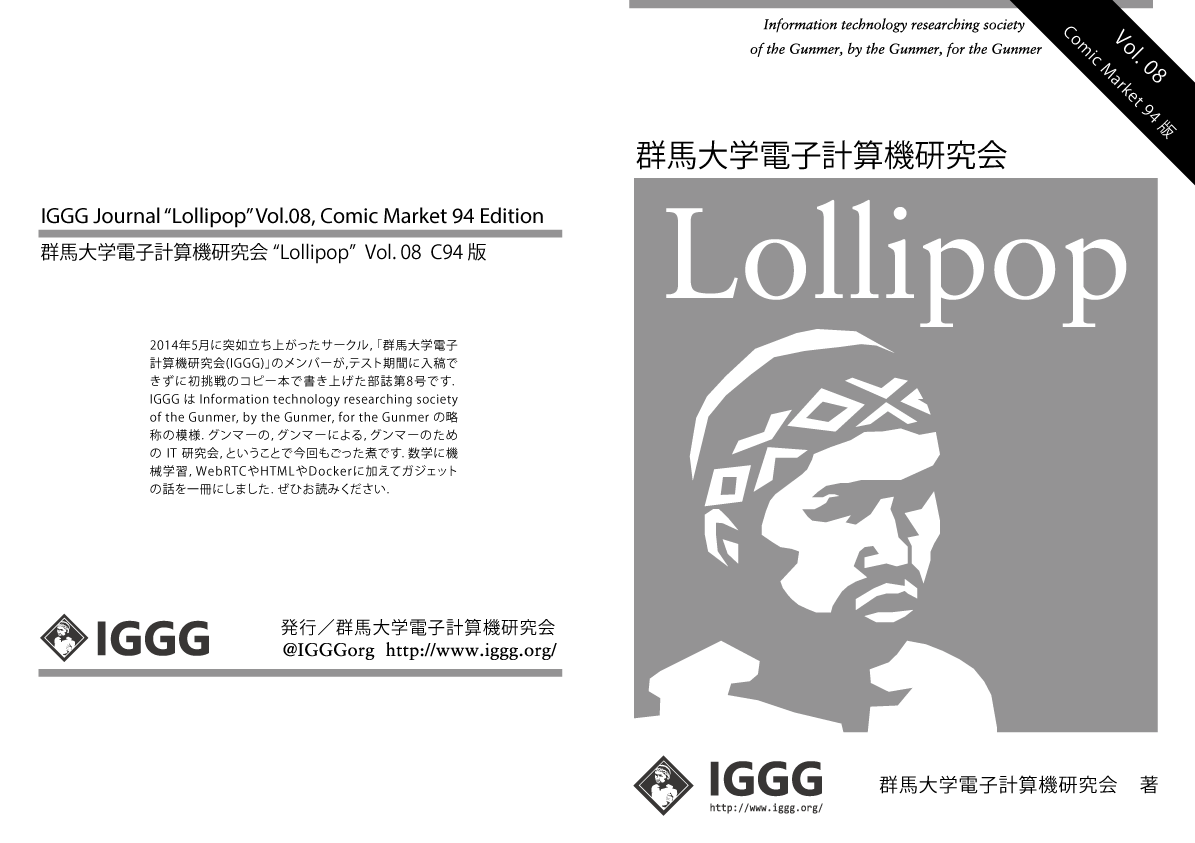 IGGG Journal “Lollipop” Vol.08, Comic Market 94 Edition
群馬大学電子計算機研究会 “Lollipop” Vol. 08 C94 版
2014年5月に突如立ち上がったサークル,「群馬大学電子
計算機研究会(IGGG)」のメンバーが,テスト期間に入稿で
きずに初挑戦のコピー本で書き上げた部誌第8号です.
IGGG は Information technology researching society
of the Gunmer, by the Gunmer, for the Gunmer の略
称の模様. グンマーの, グンマーによる, グンマーのため
の IT 研究会, ということで今回もごった煮です. 数学に機
械学習, WebRTCやHTMLやDockerに加えてガジェット
の話を一冊にしました. ぜひお読みください.
IGGG
発行／群馬大学電子計算機研究会
@IGGGorg http://www.iggg.org/
Information technology researching society
of the Gunmer, by the Gunmer, for the Gunmer
Vol. 08
Comic Market 94 版
群馬大学電子計算機研究会
Lollipop
IGGG
http://www.iggg.org/
群馬大学電子計算機研究会 著